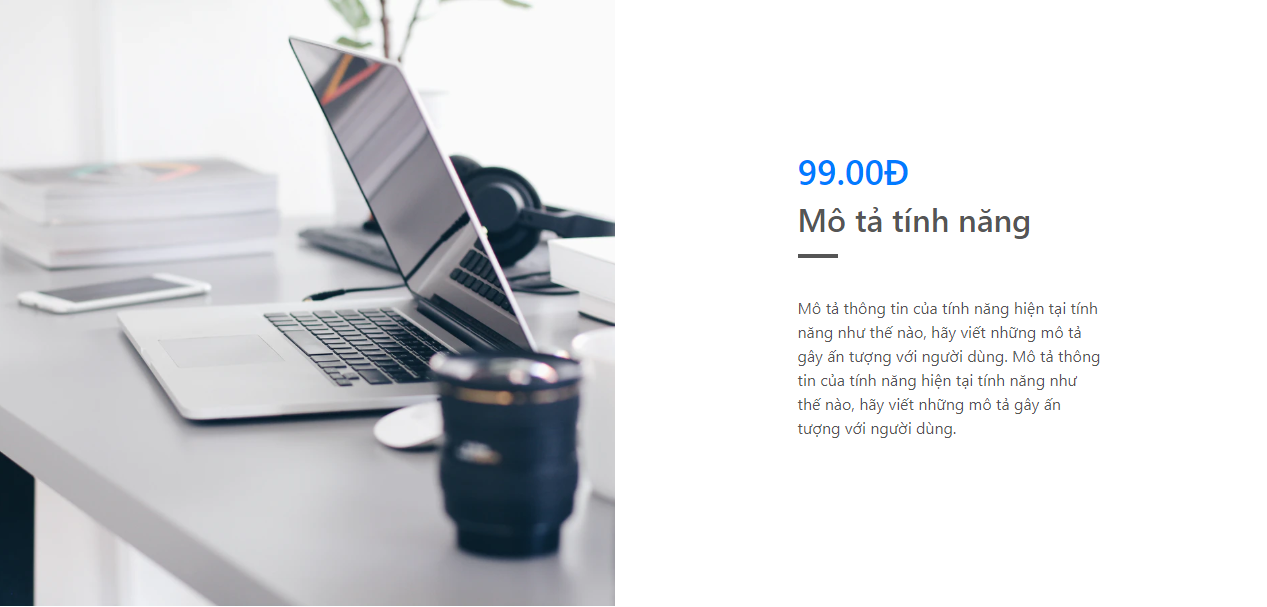 99.00Đ
Mô tả tính năng
Mô tả thông tin của tính năng hiện tại tính
năng như thế nào, hãy viết những mô tả
gây ấn tượng với người dùng. Mô tả thông
tin của tính năng hiện tại tính năng như
thế nào, hãy viết những mô tả gây ấn
tượng với người dùng.